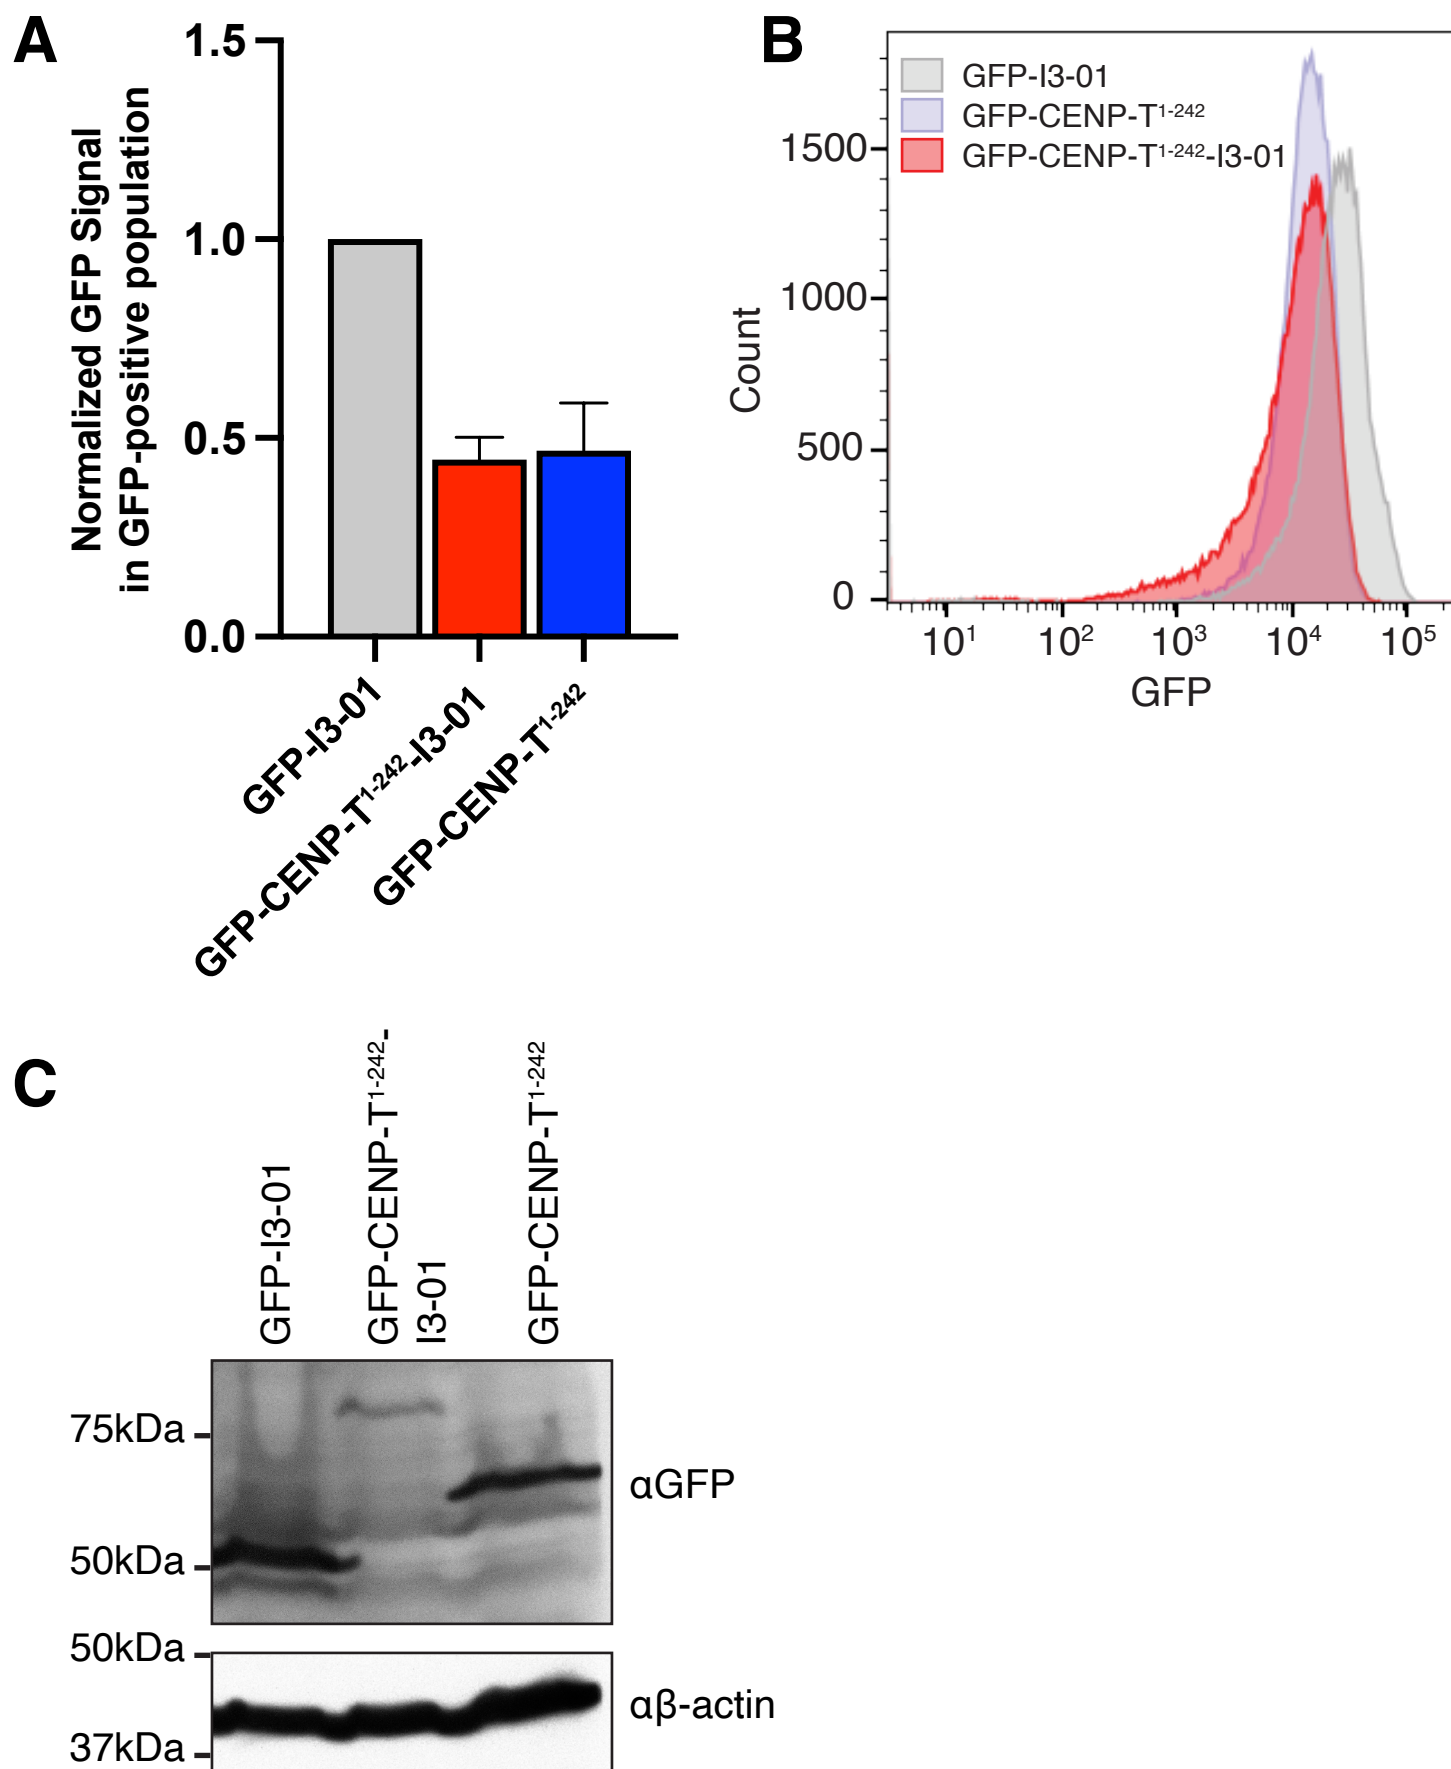 A
Normalized GFP Signal
in GFP-positive population
1.5
1.0
0.5
0.0
GFP-I3-01
GFP-CENP-T¹⁻²⁴²-I3-01
GFP-CENP-T¹⁻²⁴²
B
GFP-I3-01
GFP-CENP-T¹⁻²⁴²
GFP-CENP-T¹⁻²⁴²-I3-01
Count
1500
1000
500
0
10¹ 10² 10³ 10⁴ 10⁵
GFP
C
GFP-I3-01
GFP-CENP-T¹⁻²⁴²-
I3-01
GFP-CENP-T¹⁻²⁴²
75kDa
50kDa
αGFP
50kDa
37kDa
αβ-actin